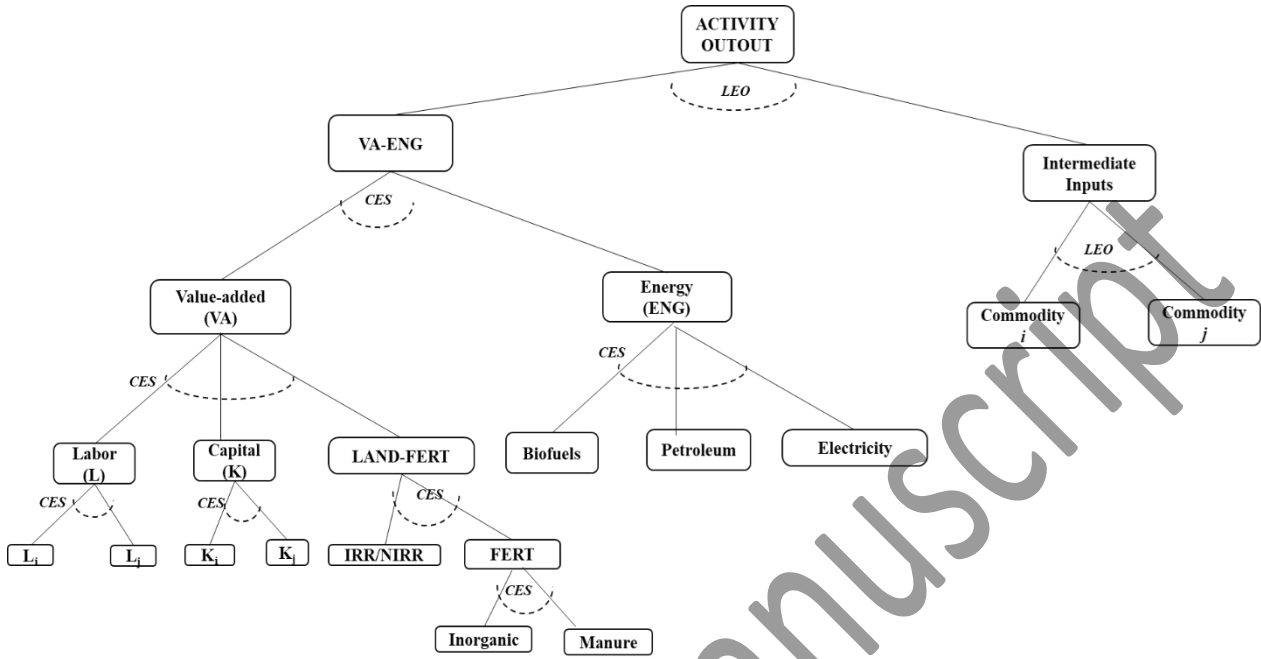 ACTIVITY
OUTOUT
LEO
VA-ENG
Intermediate
Inputs
CES
LEO
Value-added
(VA)
Energy
(ENG)
Commodity
i
Commodity
j
CES
CES
Labor
(L)
Capital
(K)
LAND-FERT
Biofuels
Petroleum
Electricity
CES
CES
CES
Li
Lj
Ki
Kj
IRR/NIRR
FERT
CES
Inorganic
Manure
anuscript